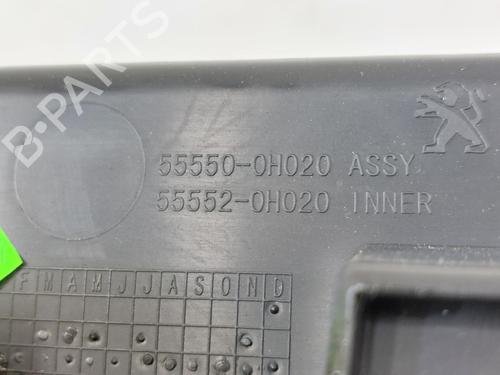 55550-0H020 ASSY
55552-0H020 INNER
F M A M J J A S O N D
B-PARTS